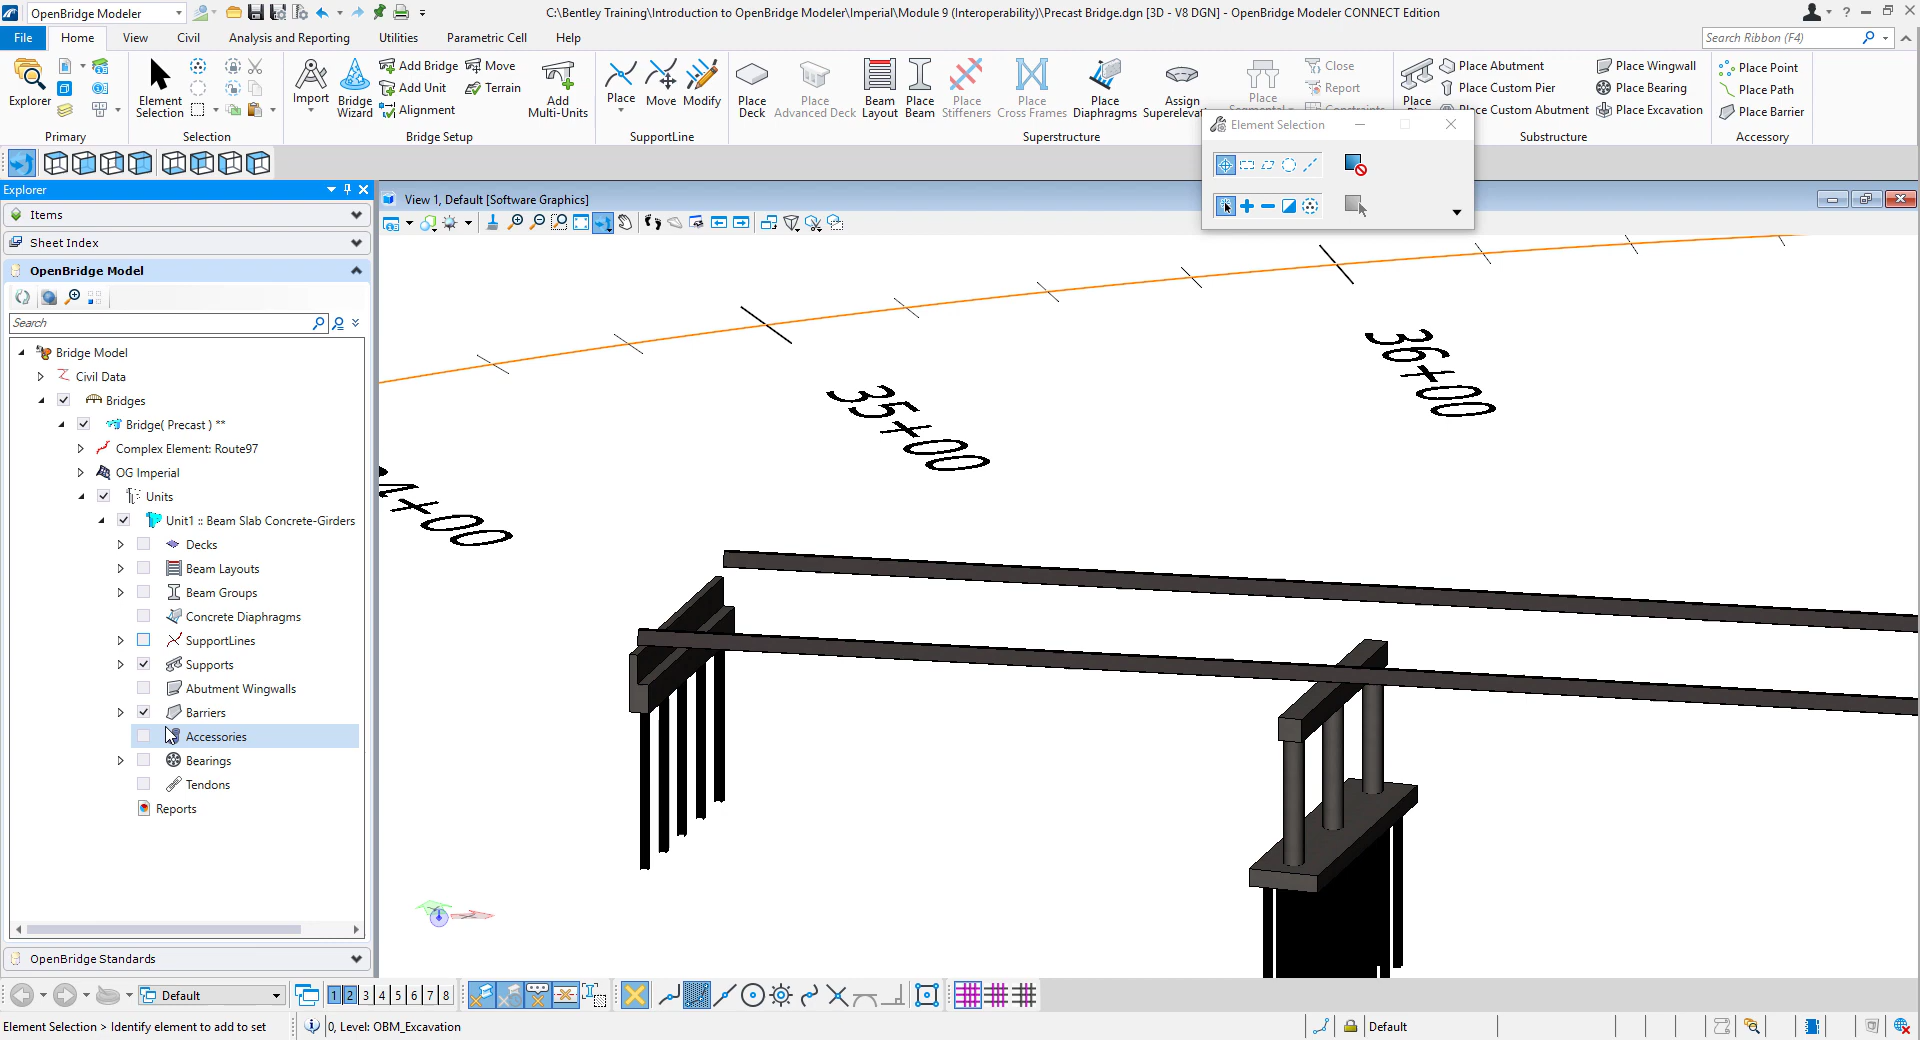 OpenBridge Modeler
C:\Bentley Training\Introduction to OpenBridge Modeler\Imperial\Module 9 (Interoperability)\Precast Bridge.dgn [3D - V8 DGN] - OpenBridge Modeler CONNECT Edition
File Home View Civil Analysis and Reporting Utilities Parametric Cell Help
Search Ribbon (F4)
Explorer
Primary
Element Selection
Selection
Import
Bridge Wizard
Add Bridge Move
Add Unit Terrain
Alignment
Add Multi-Units
Bridge Setup
Place Move Modify
SupportLine
Place Deck
Place Advanced Deck
Beam Layout
Place Beam
Place Stiffeners
Place Cross Frames
Place Diaphragms
Assign
Place
Close
Report
Superstructure
Place
Place Abutment Place Wingwall
Place Custom Pier Place Bearing
Place Custom Abutment Place Excavation
Substructure
Place Point
Place Path
Place Barrier
Accessory
Element Selection
Explorer
Items
Sheet Index
OpenBridge Model
Search
Bridge Model
Civil Data
Bridges
Bridge( Precast ) **
Complex Element: Route97
OG Imperial
Units
Unit1 :: Beam Slab Concrete-Girders
Decks
Beam Layouts
Beam Groups
Concrete Diaphragms
SupportLines
Supports
Abutment Wingwalls
Barriers
Accessories
Bearings
Tendons
Reports
OpenBridge Standards
View 1, Default [Software Graphics]
35+00
36+00
Default
1 2 3 4 5 6 7 8
Element Selection > Identify element to add to set
0, Level: OBM_Excavation
Default